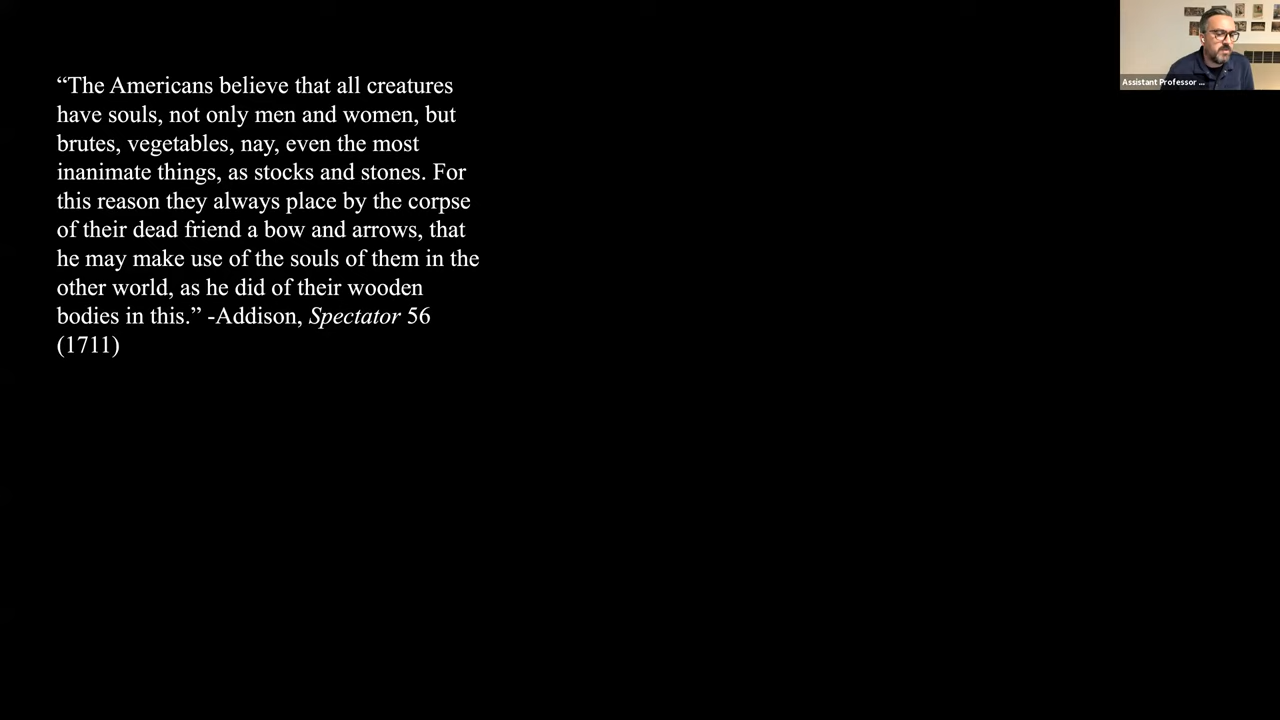 “The Americans believe that all creatures
have souls, not only men and women, but
brutes, vegetables, nay, even the most
inanimate things, as stocks and stones. For
this reason they always place by the corpse
of their dead friend a bow and arrows, that
he may make use of the souls of them in the
other world, as he did of their wooden
bodies in this.” -Addison, Spectator 56
(1711)
Assistant Professor ...